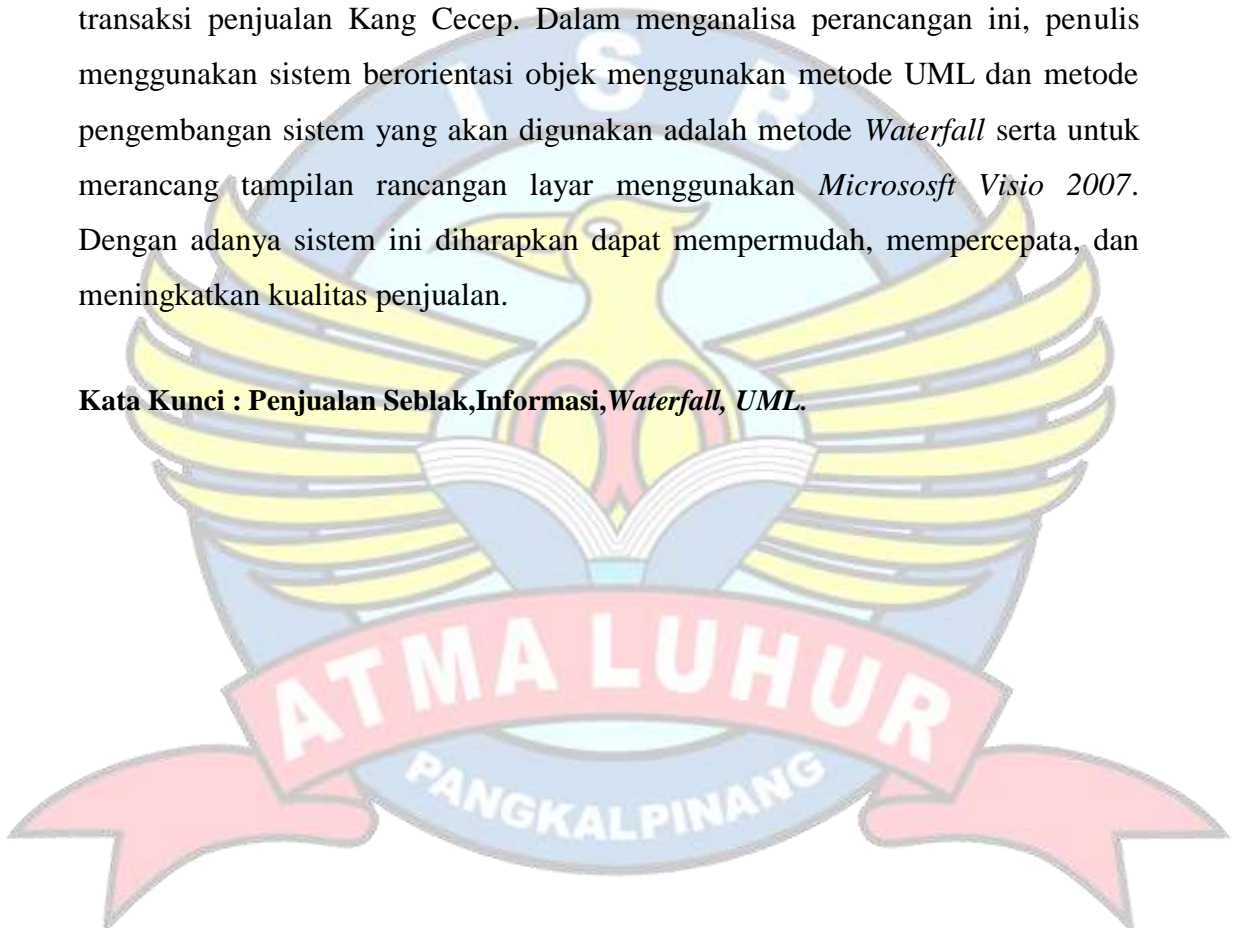 transaksi penjualan Kang Cecep. Dalam menganalisa perancangan ini, penulis
menggunakan sistem berorientasi objek menggunakan metode UML dan metode
pengembangan sistem yang akan digunakan adalah metode Waterfall serta untuk
merancang tampilan rancangan layar menggunakan Micrososft Visio 2007.
Dengan adanya sistem ini diharapkan dapat mempermudah, mempercepata, dan
meningkatkan kualitas penjualan.
Kata Kunci : Penjualan Seblak,Informasi,Waterfall, UML.
I S B
ATMA LUHUR
PANGKALPINANG